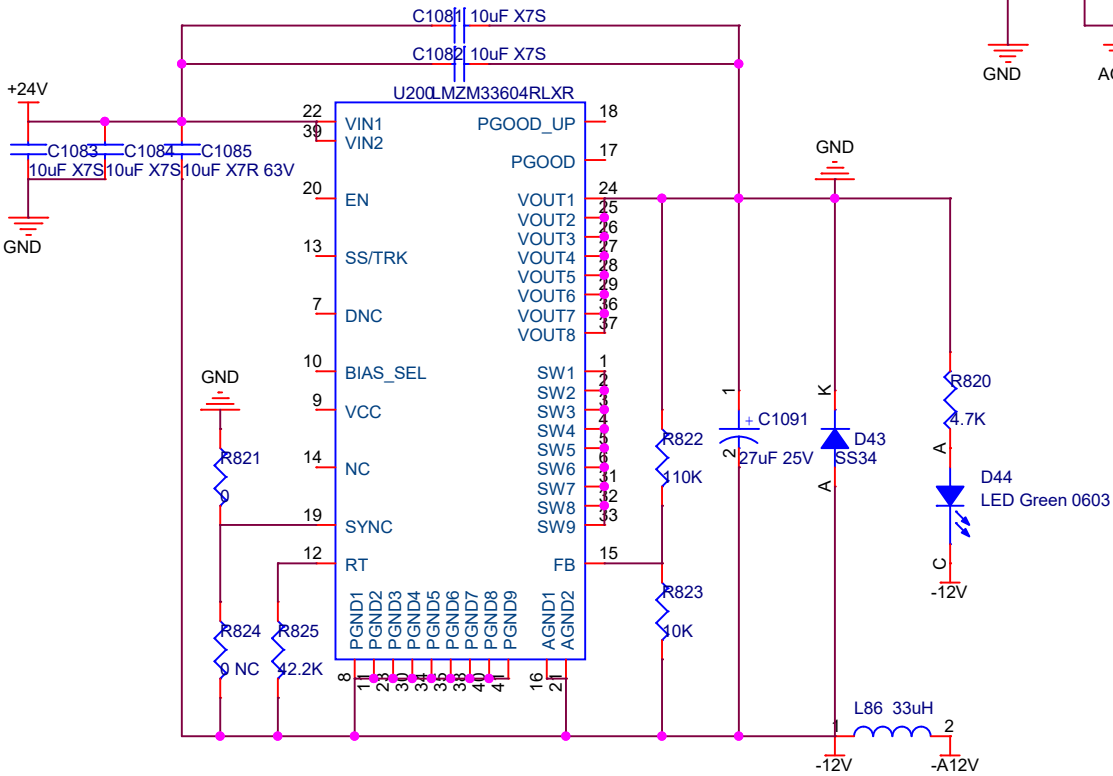 C1081 10uF X7S
C1082 10uF X7S
GND
+24V
U200 LMZM33604RLXR
22 VIN1
39 VIN2
PGOOD_UP 18
PGOOD 17
C1083
C1084
C1085
10uF X7S
10uF X7S
10uF X7R 63V
GND
GND
20 EN
13 SS/TRK
7 DNC
10 BIAS_SEL
9 VCC
14 NC
19 SYNC
12 RT
VOUT1 24
VOUT2 25
VOUT3 26
VOUT4 27
VOUT5 28
VOUT6 29
VOUT7 36
VOUT8 37
SW1 1
SW2 2
SW3 3
SW4 4
SW5 5
SW6 6
SW7 31
SW8 32
SW9 33
FB 15
GND
R821
0
R824
0 NC
R825
42.2K
PGND1 8
PGND2 11
PGND3 23
PGND4 30
PGND5 34
PGND6 35
PGND7 38
PGND8 40
PGND9 41
AGND1 16
AGND2 21
R822
110K
R823
10K
1
+ C1091
2
27uF 25V
K
D43
SS34
A
R820
4.7K
A
D44
LED Green 0603
C
-12V
L86 33uH
1
2
-12V
-A12V